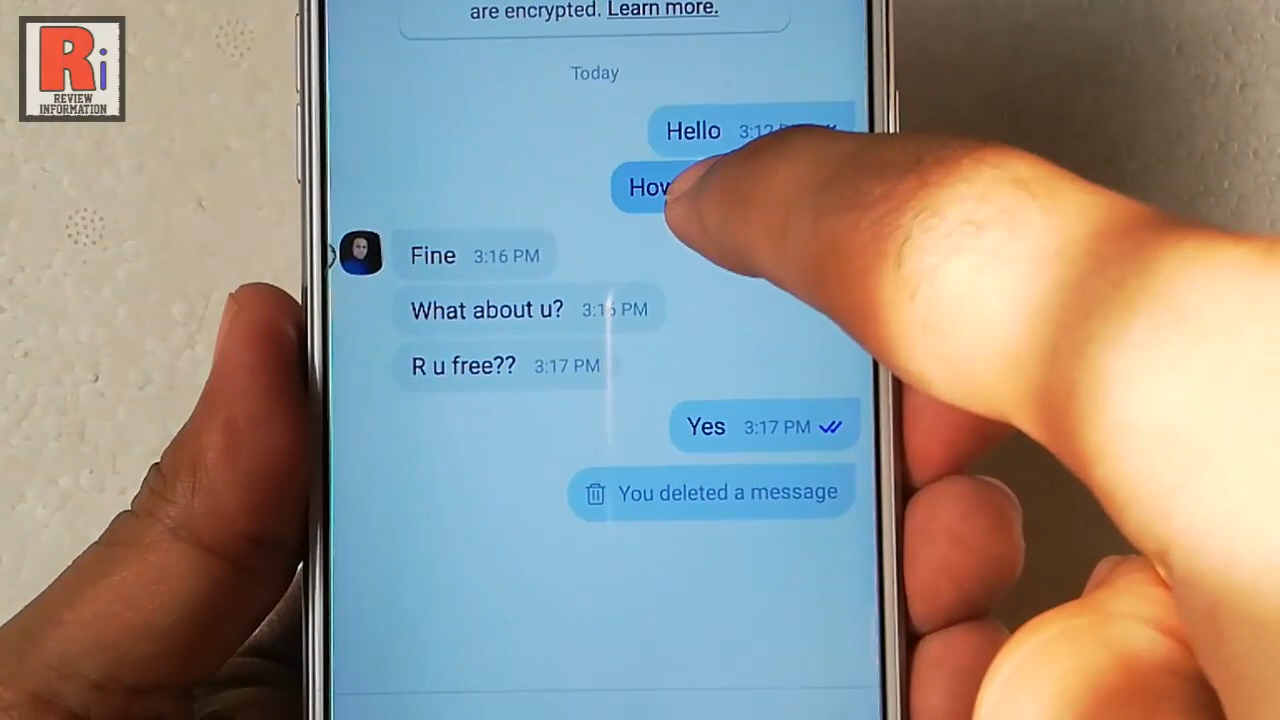 Ri
REVIEW
INFORMATION
are encrypted. Learn more.
Today
Hello
Fine 3:16 PM
What about u? 3:16 PM
R u free?? 3:17 PM
Yes 3:17 PM
You deleted a message